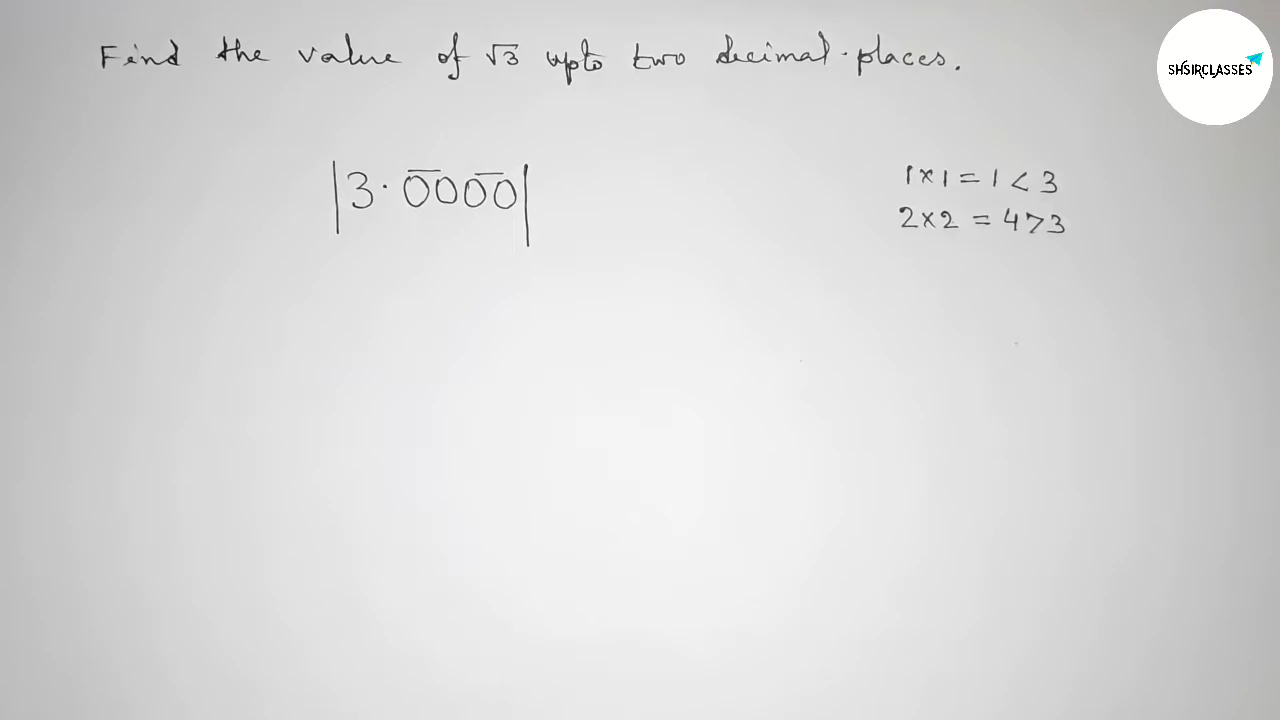 Find the value of √3 upto two decimal places.
SHSIRCLASSES
|3.0000|
1×1=1<3
2×2=4>3